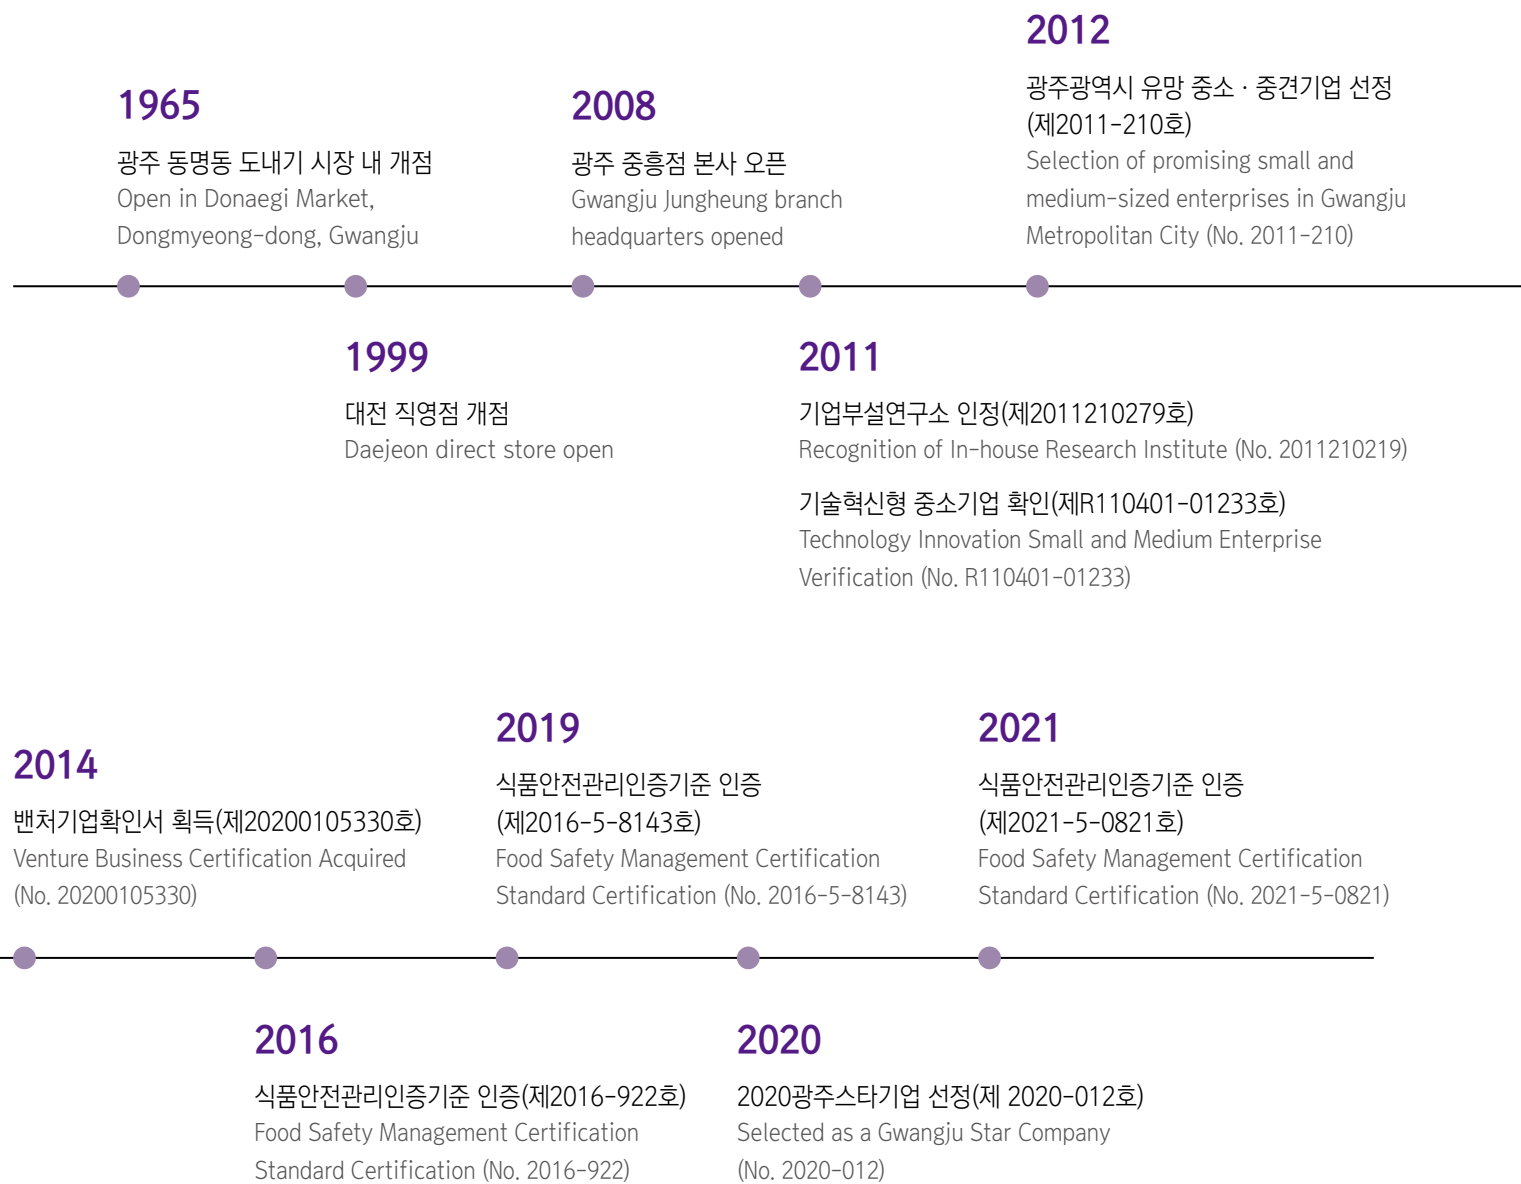 1965
광주 동명동 도내기 시장 내 개점
Open in Donaegi Market,
Dongmyeong-dong, Gwangju
1999
대전 직영점 개점
Daejeon direct store open
2008
광주 중흥점 본사 오픈
Gwangju Jungheung branch
headquarters opened
2011
기업부설연구소 인정(제2011210279호)
Recognition of In-house Research Institute (No. 2011210219)
기술혁신형 중소기업 확인(제R110401-01233호)
Technology Innovation Small and Medium Enterprise
Verification (No. R110401-01233)
2012
광주광역시 유망 중소 · 중견기업 선정
(제2011-210호)
Selection of promising small and
medium-sized enterprises in Gwangju
Metropolitan City (No. 2011-210)
2014
밴처기업확인서 획득(제20200105330호)
Venture Business Certification Acquired
(No. 20200105330)
2016
식품안전관리인증기준 인증(제2016-922호)
Food Safety Management Certification
Standard Certification (No. 2016-922)
2019
식품안전관리인증기준 인증
(제2016-5-8143호)
Food Safety Management Certification
Standard Certification (No. 2016-5-8143)
2020
2020광주스타기업 선정(제 2020-012호)
Selected as a Gwangju Star Company
(No. 2020-012)
2021
식품안전관리인증기준 인증
(제2021-5-0821호)
Food Safety Management Certification
Standard Certification (No. 2021-5-0821)